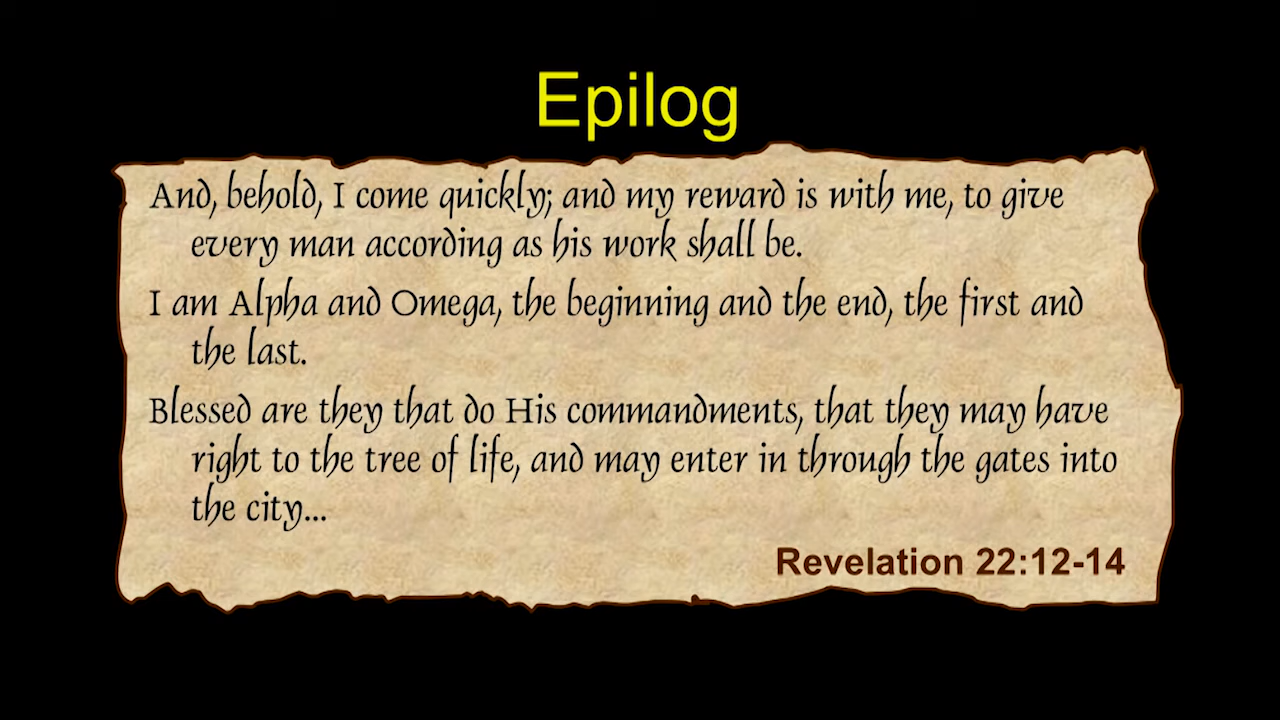 Epilog
And, behold, I come quickly; and my reward is with me, to give
every man according as his work shall be.
I am Alpha and Omega, the beginning and the end, the first and
the last.
Blessed are they that do His commandments, that they may have
right to the tree of life, and may enter in through the gates into
the city...
Revelation 22:12-14